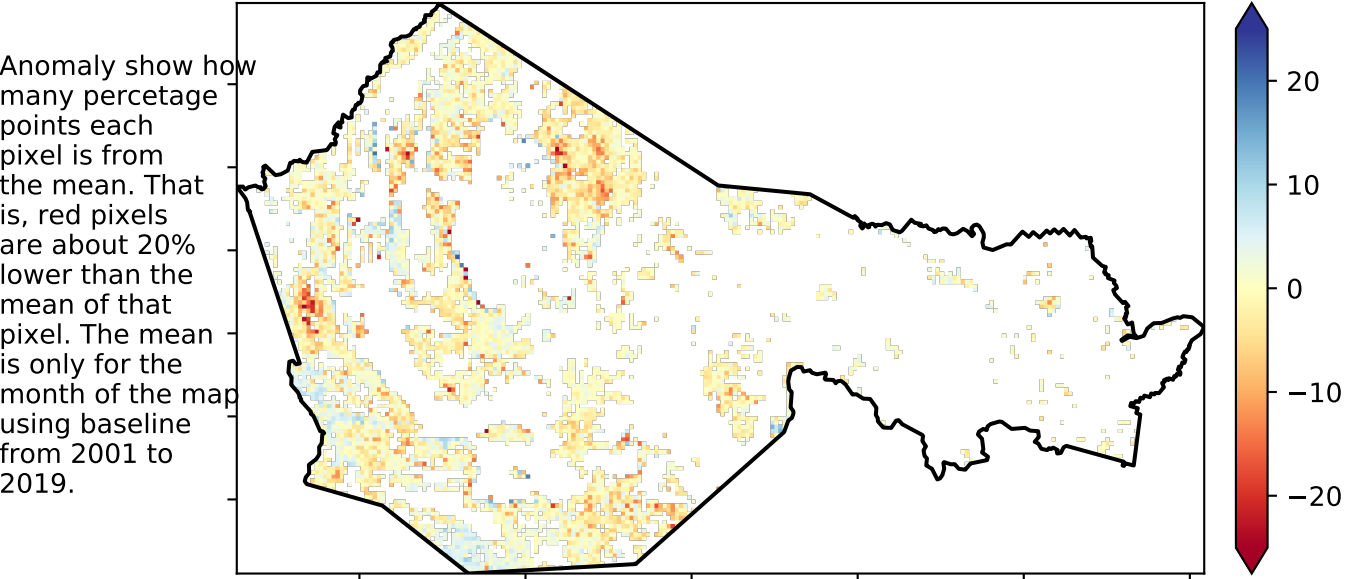 Anomaly show how
many percetage
points each
pixel is from
the mean. That
is, red pixels
are about 20%
lower than the
mean of that
pixel. The mean
is only for the
month of the map
using baseline
from 2001 to
2019.
20
10
0
−10
−20